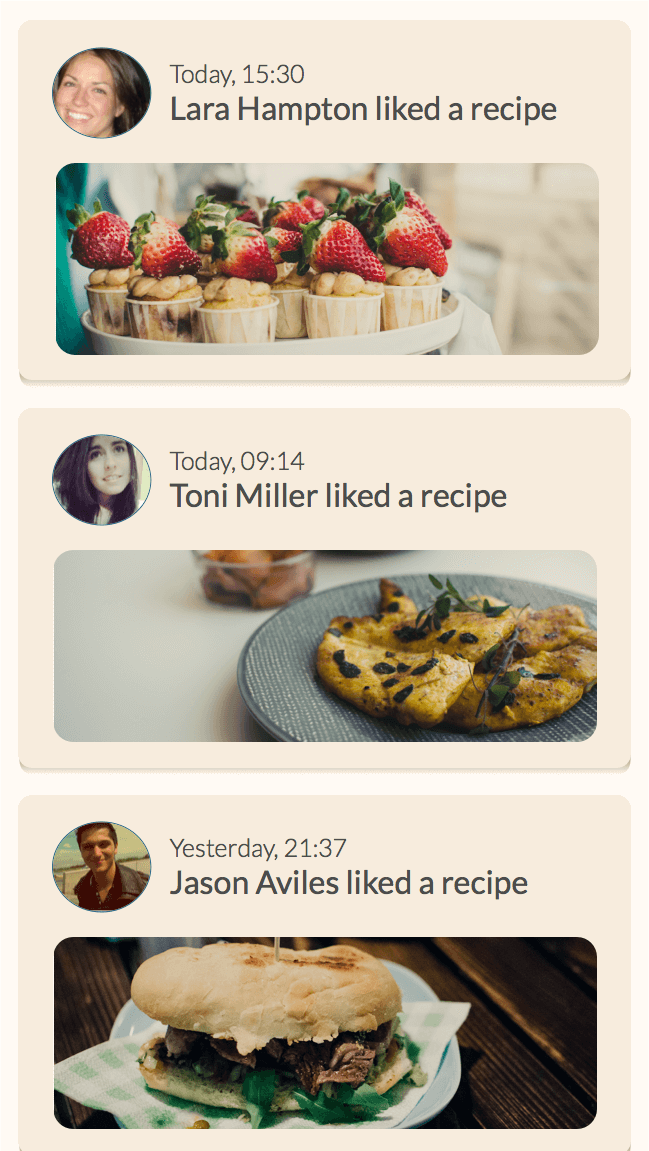 Today, 15:30
Lara Hampton liked a recipe
Today, 09:14
Toni Miller liked a recipe
Yesterday, 21:37
Jason Aviles liked a recipe